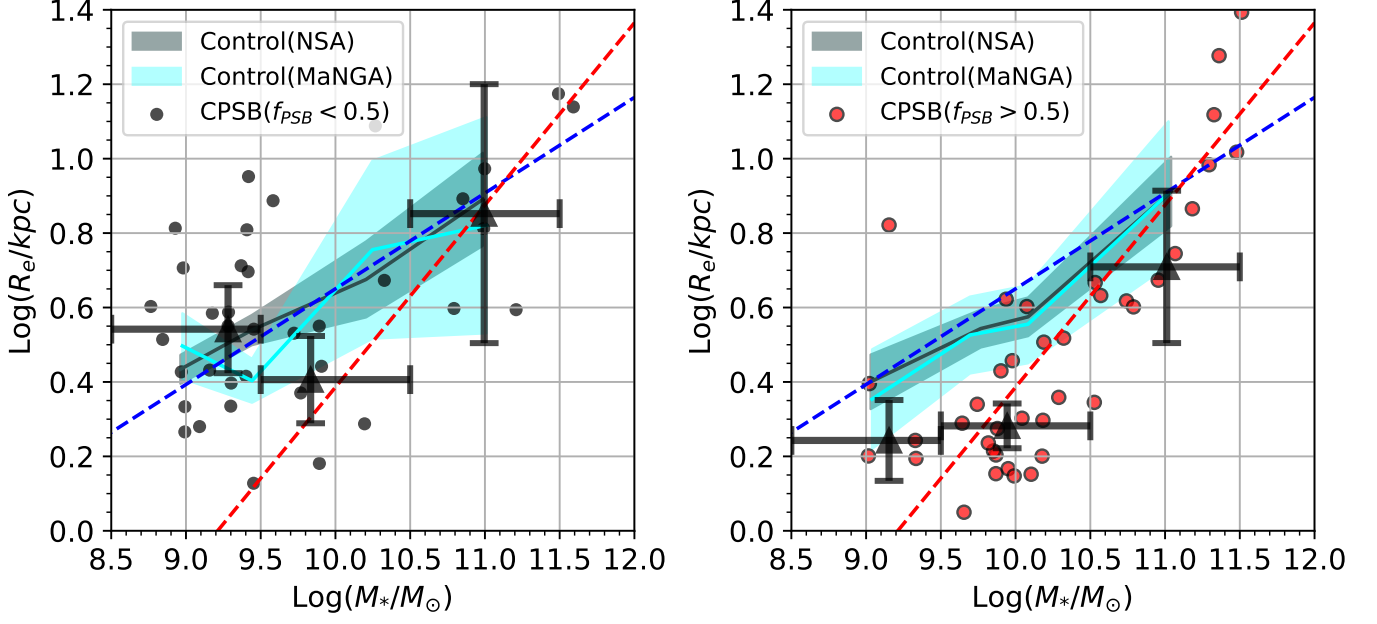 1.4
1.2
1.0
0.8
0.6
0.4
0.2
0.0
Log(R_e/kpc)
Control(NSA)
Control(MaNGA)
CPSB(f_PSB < 0.5)
8.5 9.0 9.5 10.0 10.5 11.0 11.5 12.0
Log(M_*/M_⊙)
1.4
1.2
1.0
0.8
0.6
0.4
0.2
0.0
Log(R_e/kpc)
Control(NSA)
Control(MaNGA)
CPSB(f_PSB > 0.5)
8.5 9.0 9.5 10.0 10.5 11.0 11.5 12.0
Log(M_*/M_⊙)